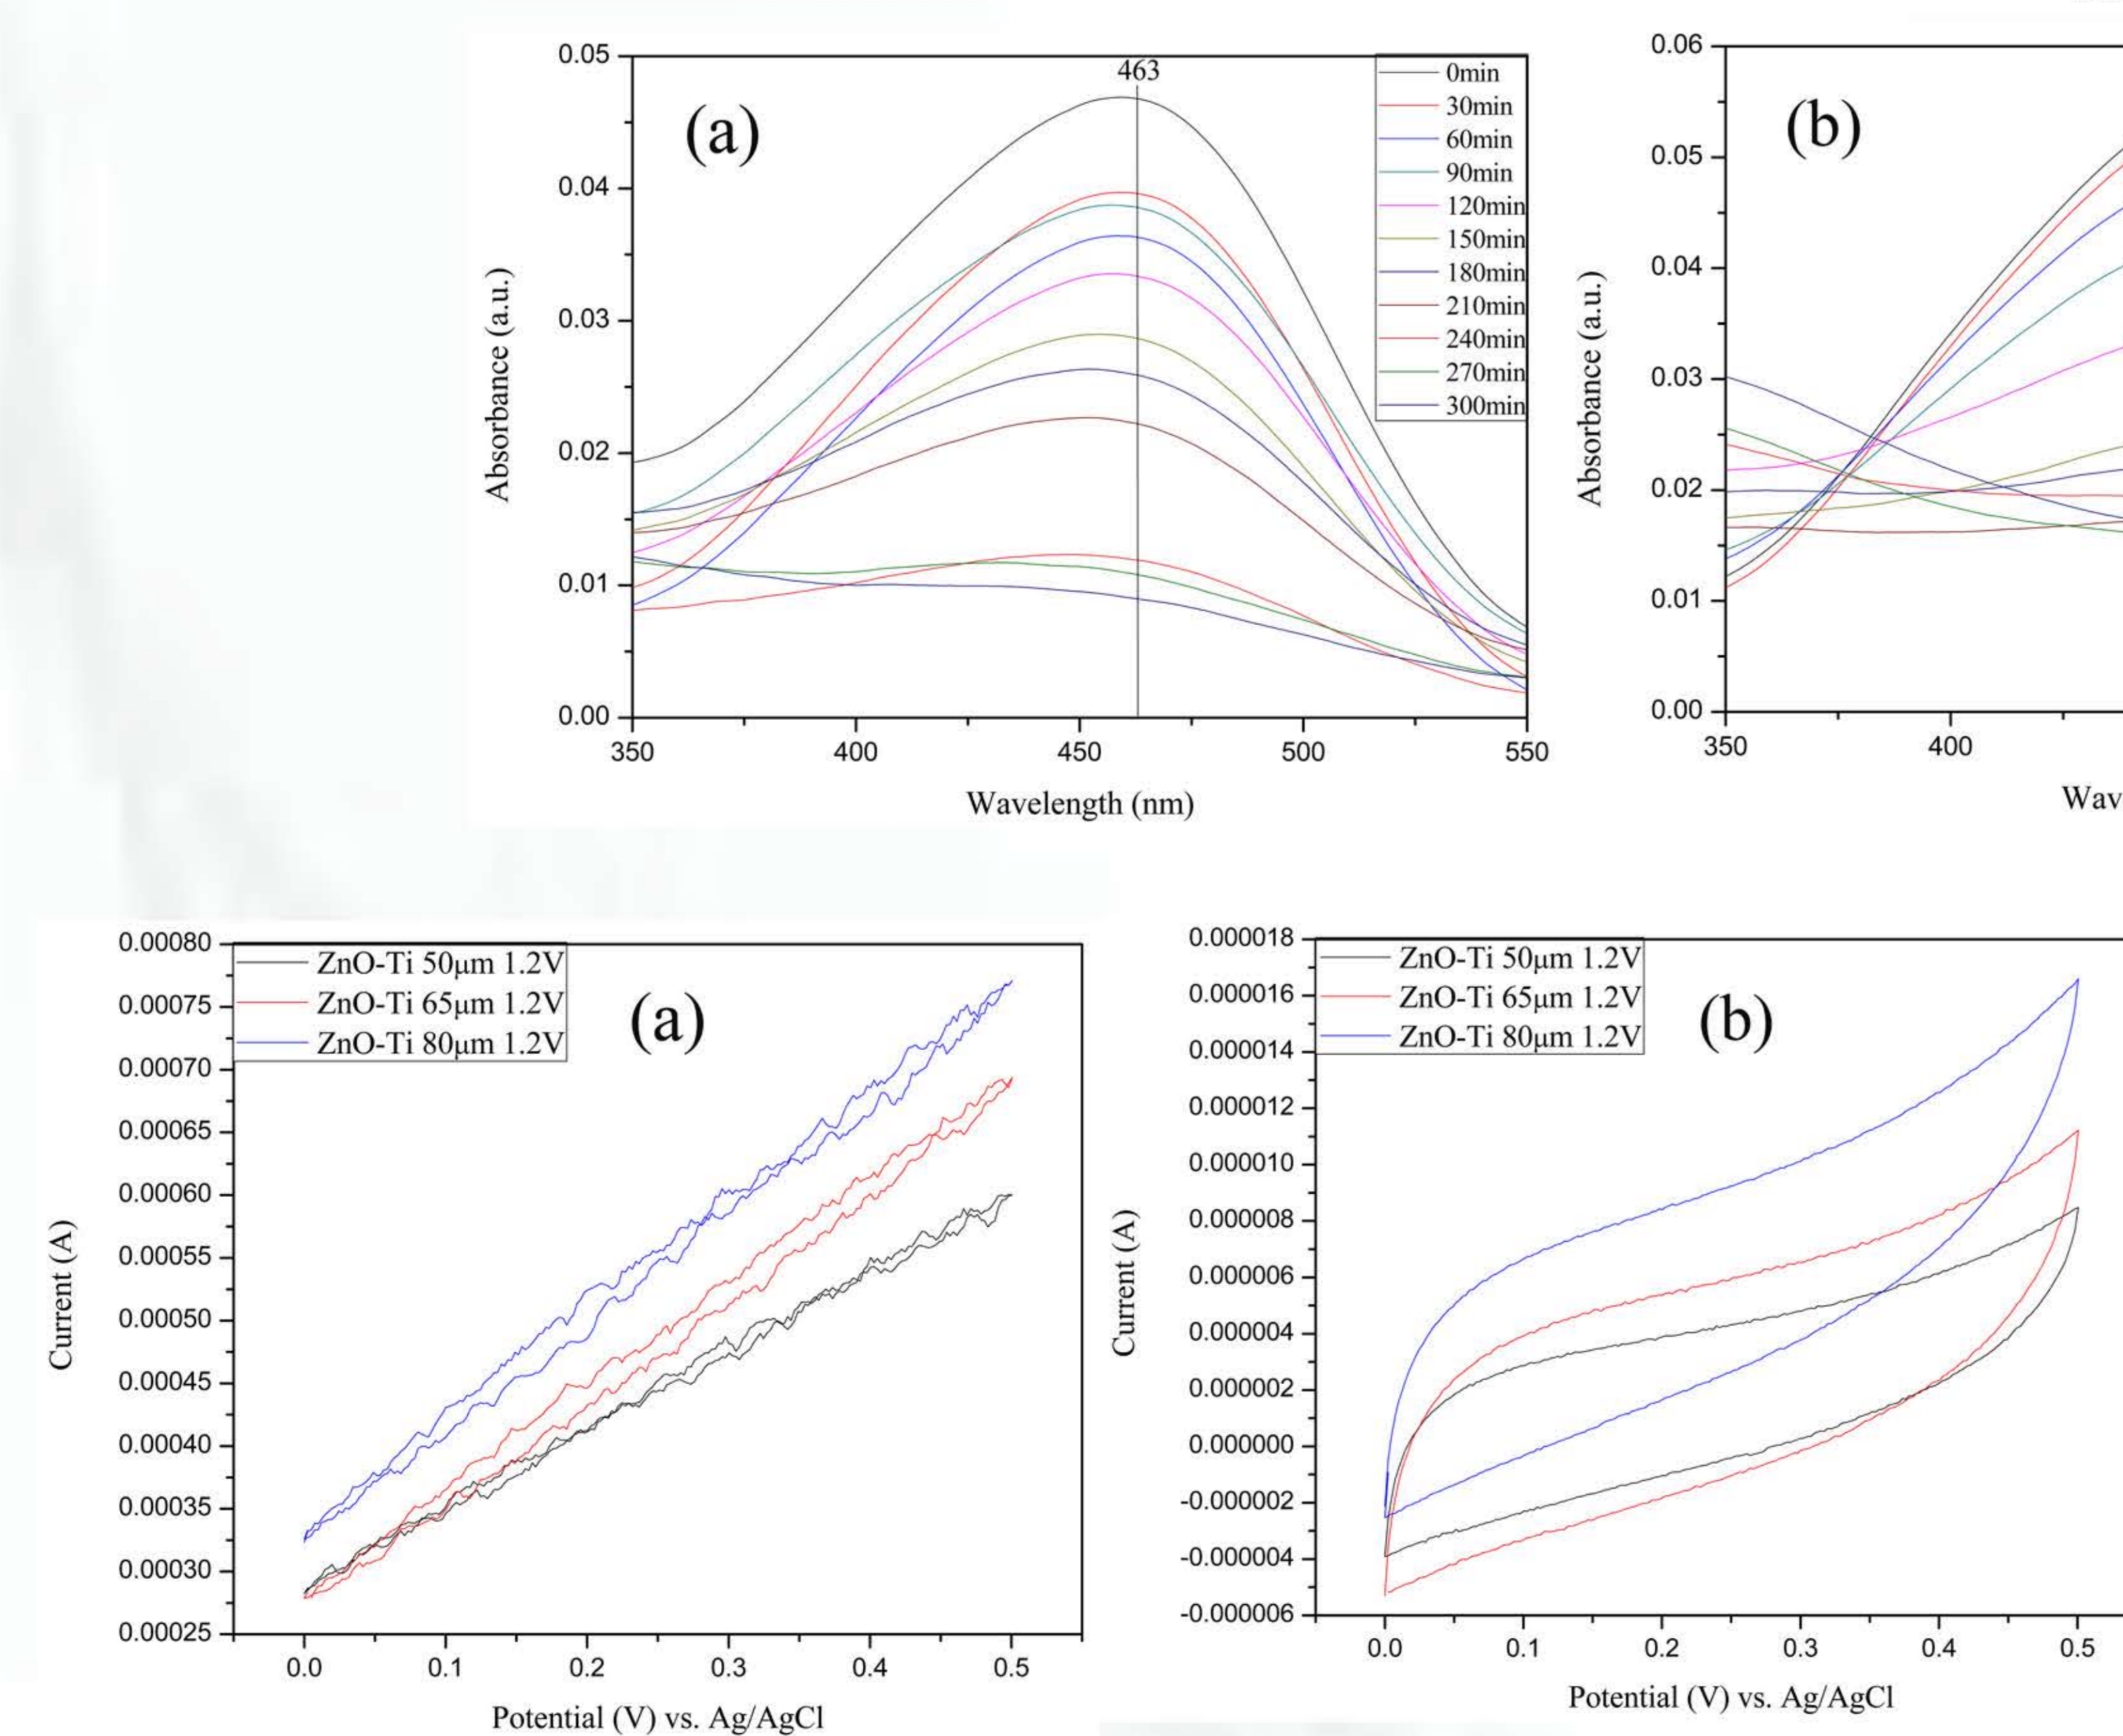 0.05
0.04
0.03
0.02
0.01
0.00
Absorbance (a.u.)
(a)
463
0min
30min
60min
90min
120min
150min
180min
210min
240min
270min
300min
350 400 450 500 550
Wavelength (nm)
0.06
0.05
0.04
0.03
0.02
0.01
0.00
Absorbance (a.u.)
(b)
350 400
Wav
0.00080
0.00075
0.00070
0.00065
0.00060
0.00055
0.00050
0.00045
0.00040
0.00035
0.00030
0.00025
Current (A)
ZnO-Ti 50μm 1.2V
ZnO-Ti 65μm 1.2V
ZnO-Ti 80μm 1.2V
(a)
0.0 0.1 0.2 0.3 0.4 0.5
Potential (V) vs. Ag/AgCl
0.000018
0.000016
0.000014
0.000012
0.000010
0.000008
0.000006
0.000004
0.000002
0.000000
-0.000002
-0.000004
-0.000006
Current (A)
ZnO-Ti 50μm 1.2V
ZnO-Ti 65μm 1.2V
ZnO-Ti 80μm 1.2V
(b)
0.0 0.1 0.2 0.3 0.4 0.5
Potential (V) vs. Ag/AgCl